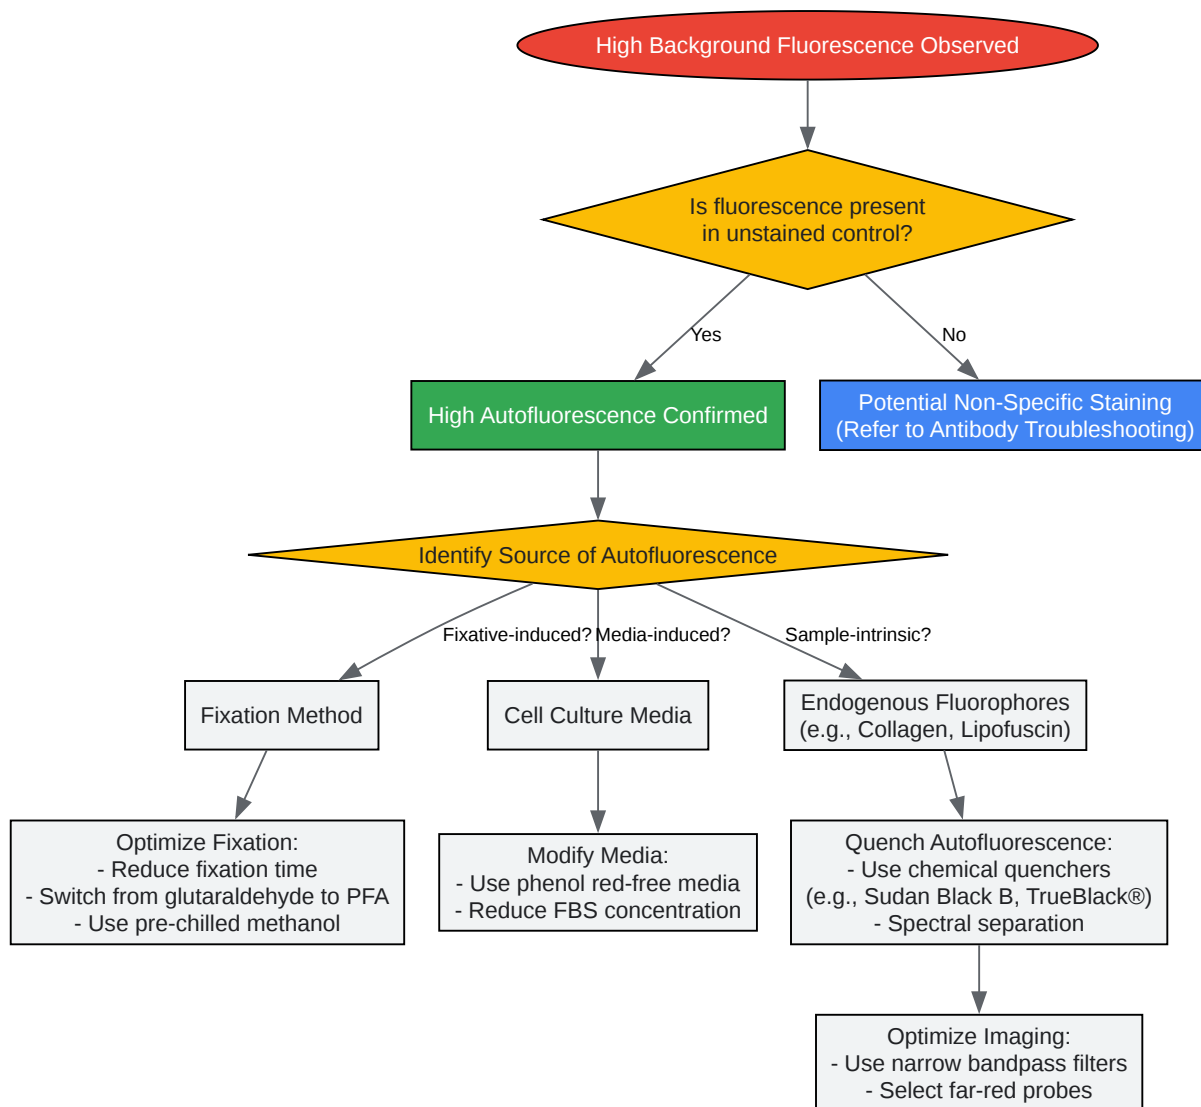 High Background Fluorescence Observed
Is fluorescence present
in unstained control?
Yes
No
High Autofluorescence Confirmed
Potential Non-Specific Staining
(Refer to Antibody Troubleshooting)
Identify Source of Autofluorescence
Fixative-induced?
Media-induced?
Sample-intrinsic?
Fixation Method
Cell Culture Media
Endogenous Fluorophores
(e.g., Collagen, Lipofuscin)
Optimize Fixation:
- Reduce fixation time
- Switch from glutaraldehyde to PFA
- Use pre-chilled methanol
Modify Media:
- Use phenol red-free media
- Reduce FBS concentration
Quench Autofluorescence:
- Use chemical quenchers
(e.g., Sudan Black B, TrueBlack®)
- Spectral separation
Optimize Imaging:
- Use narrow bandpass filters
- Select far-red probes